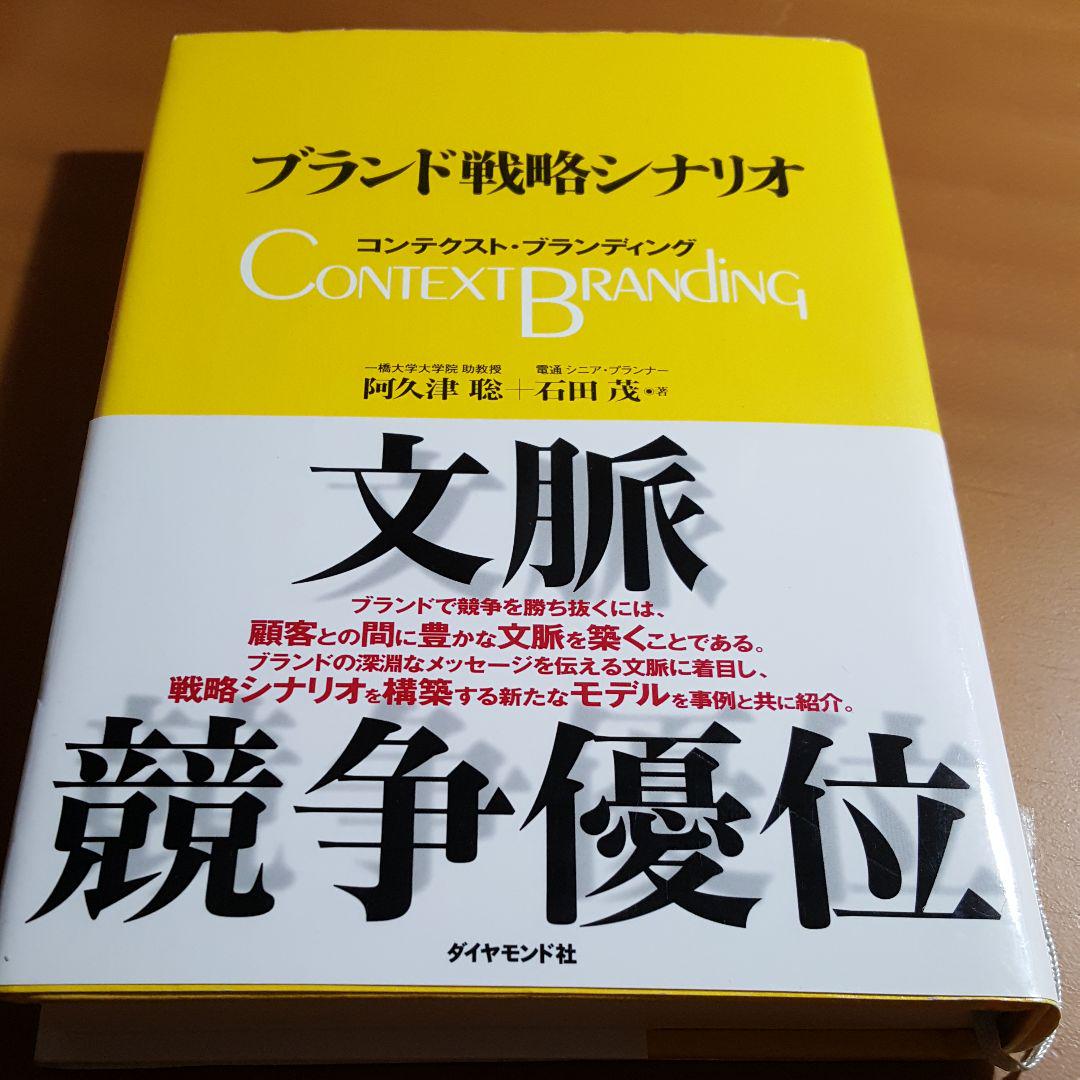 ブランド戦略シナリオ
コンテクスト・ブランディング
CONTEXT BRANdiNG
一橋大学大学院 助教授 電通 シニア・プランナー
阿久津 聡＋石田 茂◉著
文脈
ブランドで競争を勝ち抜くには、
顧客との間に豊かな文脈を築くことである。
ブランドの深淵なメッセージを伝える文脈に着目し、
戦略シナリオを構築する新たなモデルを事例と共に紹介。
競争優位
ダイヤモンド社